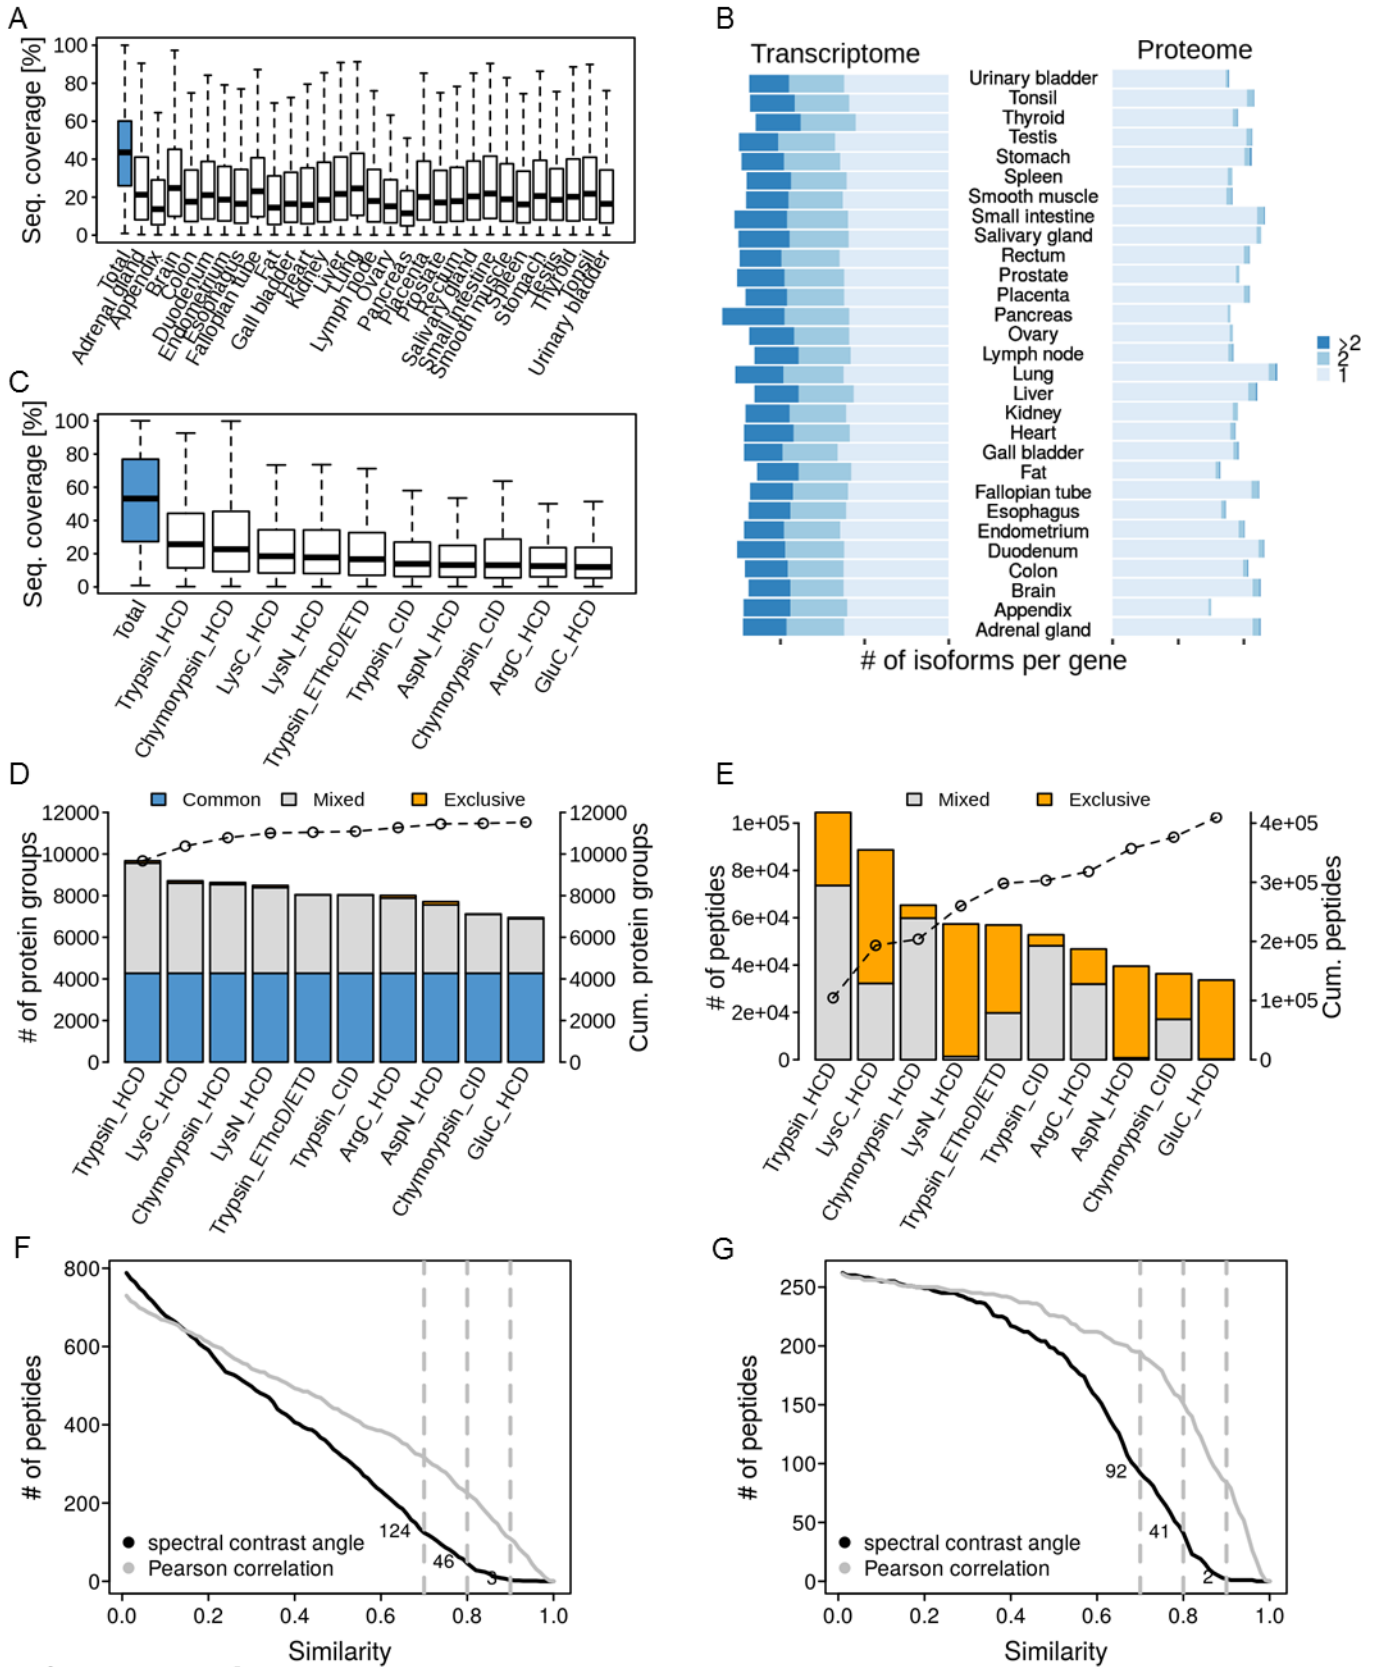 A
Seq. coverage [%]
100
80
60
40
20
0
Total
Adrenal gland
Appendix
Brain
Colon
Duodenum
Endometrium
Esophagus
Fallopian tube
Fat
Gall bladder
Heart
Kidney
Liver
Lung
Lymph node
Ovary
Pancreas
Placenta
Prostate
Rectum
Salivary gland
Small intestine
Smooth muscle
Spleen
Stomach
Testis
Thyroid
Tonsil
Urinary bladder
B
Transcriptome
Proteome
Urinary bladder
Tonsil
Thyroid
Testis
Stomach
Spleen
Smooth muscle
Small intestine
Salivary gland
Rectum
Prostate
Placenta
Pancreas
Ovary
Lymph node
Lung
Liver
Kidney
Heart
Gall bladder
Fat
Fallopian tube
Esophagus
Endometrium
Duodenum
Colon
Brain
Appendix
Adrenal gland
# of isoforms per gene
>2
2
1
C
Seq. coverage [%]
100
80
60
40
20
0
Total
Trypsin_HCD
Chymorypsin_HCD
LysC_HCD
LysN_HCD
Trypsin_EThcD/ETD
Trypsin_CID
AspN_HCD
Chymorypsin_CID
ArgC_HCD
GluC_HCD
D
Common Mixed Exclusive
# of protein groups
12000
10000
8000
6000
4000
2000
0
12000
10000
8000
6000
4000
2000
0
Cum. protein groups
Trypsin_HCD
LysC_HCD
Chymorypsin_HCD
LysN_HCD
Trypsin_EThcD/ETD
Trypsin_CID
ArgC_HCD
AspN_HCD
Chymorypsin_CID
GluC_HCD
E
Mixed Exclusive
# of peptides
1e+05
8e+04
6e+04
4e+04
2e+04
0
4e+05
3e+05
2e+05
1e+05
0
Cum. peptides
Trypsin_HCD
LysC_HCD
Chymorypsin_HCD
LysN_HCD
Trypsin_EThcD/ETD
Trypsin_CID
ArgC_HCD
AspN_HCD
Chymorypsin_CID
GluC_HCD
F
# of peptides
800
600
400
200
0
124
46
3
spectral contrast angle
Pearson correlation
0.0 0.2 0.4 0.6 0.8 1.0
Similarity
G
# of peptides
250
200
150
100
50
0
92
41
2
spectral contrast angle
Pearson correlation
0.0 0.2 0.4 0.6 0.8 1.0
Similarity